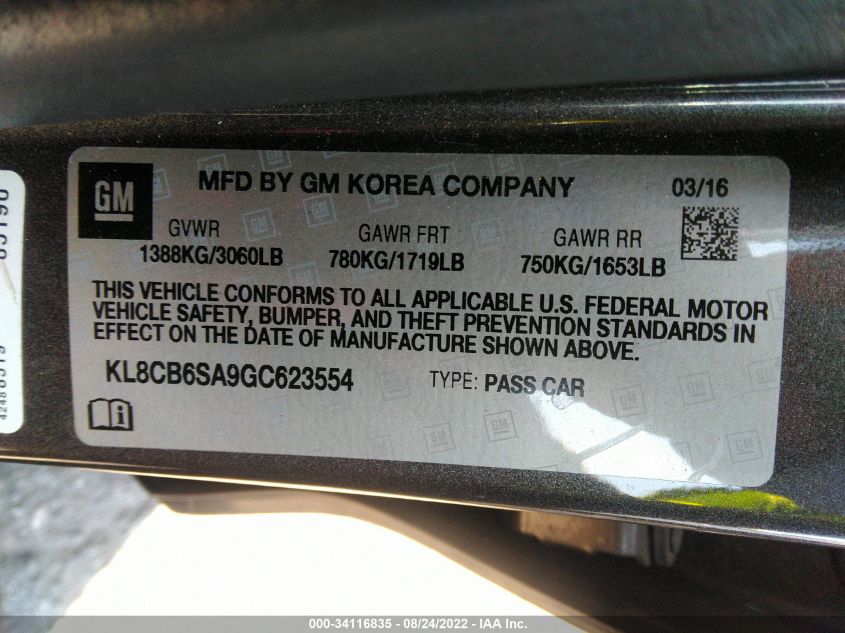 GM
MFD BY GM KOREA COMPANY 03/16
GVWR GAWR FRT GAWR RR
1388KG/3060LB 780KG/1719LB 750KG/1653LB
THIS VEHICLE CONFORMS TO ALL APPLICABLE U.S. FEDERAL MOTOR
VEHICLE SAFETY, BUMPER, AND THEFT PREVENTION STANDARDS IN
EFFECT ON THE DATE OF MANUFACTURE SHOWN ABOVE.
KL8CB6SA9GC623554 TYPE: PASS CAR
000-34116835 - 08/24/2022 - IAA Inc.